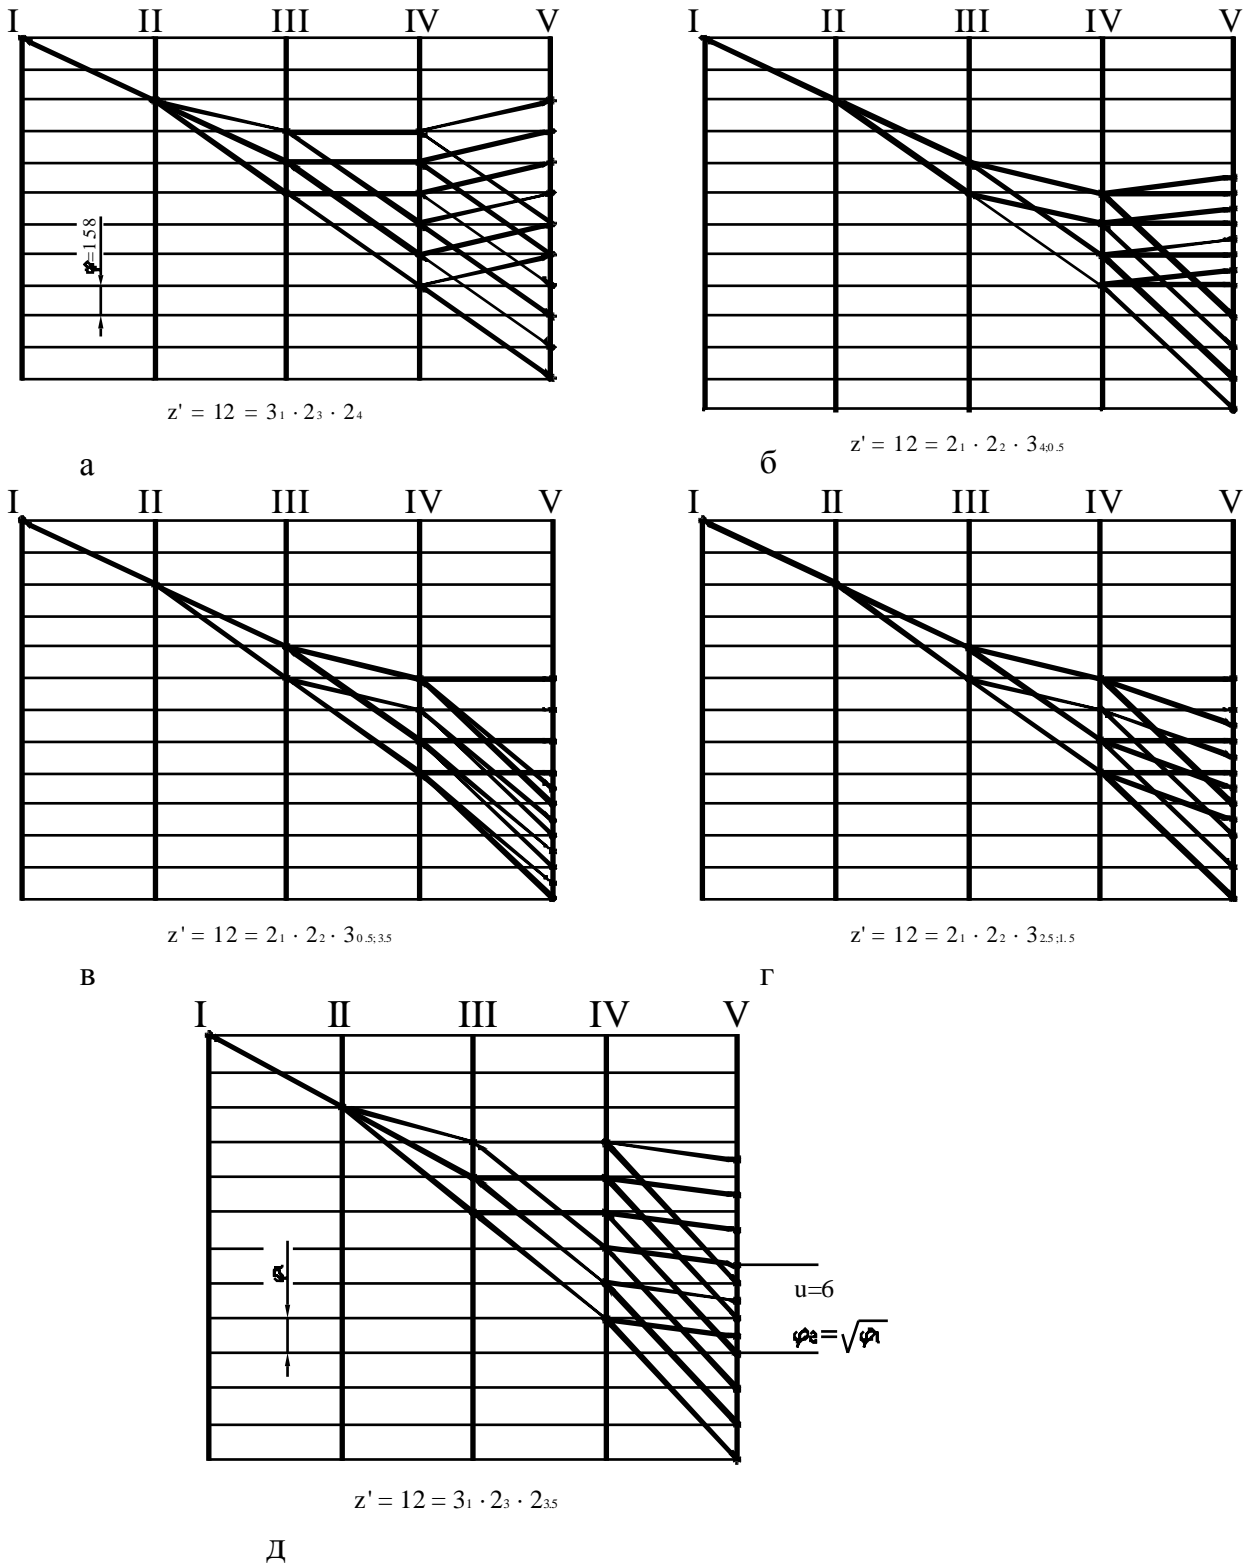 I II III IV V
I II III IV V
φ=1.58
z' = 12 = 3₁ · 2₃ · 2₄
z' = 12 = 2₁ · 2₂ · 3₄;₀.₅
а
б
I II III IV V
I II III IV V
z' = 12 = 2₁ · 2₂ · 3₀.₅;₃.₅
z' = 12 = 2₁ · 2₂ · 3₂.₅;₁.₅
в
г
I II III IV V
φ₁
u=6
φ₂=√φ₁
z' = 12 = 3₁ · 2₃ · 2₃.₅
д